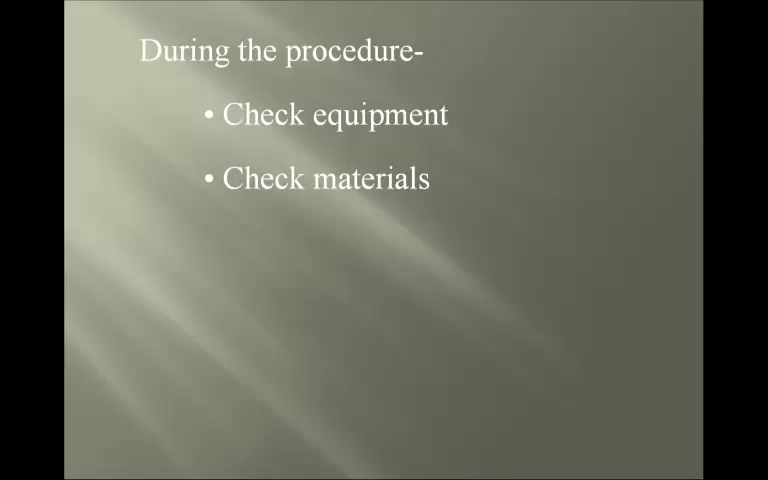 During the procedure-
• Check equipment
• Check materials